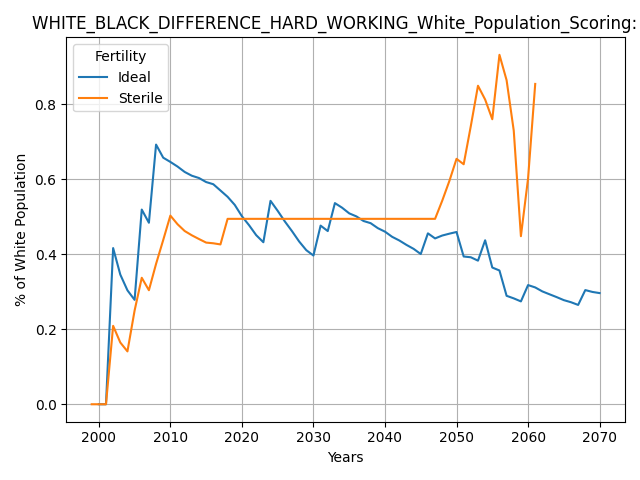 WHITE_BLACK_DIFFERENCE_HARD_WORKING_White_Population_Scoring:
Fertility
Ideal
Sterile
% of White Population
0.8
0.6
0.4
0.2
0.0
2000 2010 2020 2030 2040 2050 2060 2070
Years